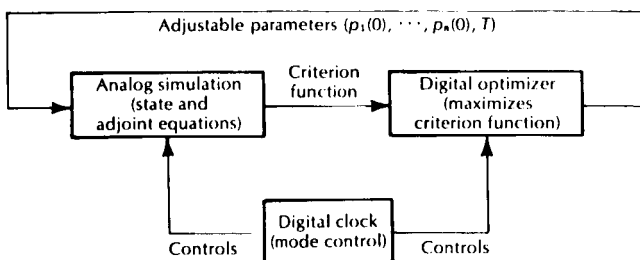 Adjustable parameters (p₁(0), ···, pₙ(0), T)
Analog simulation
(state and
adjoint equations)
Criterion
function
Digital optimizer
(maximizes
criterion function)
Digital clock
(mode control)
Controls
Controls